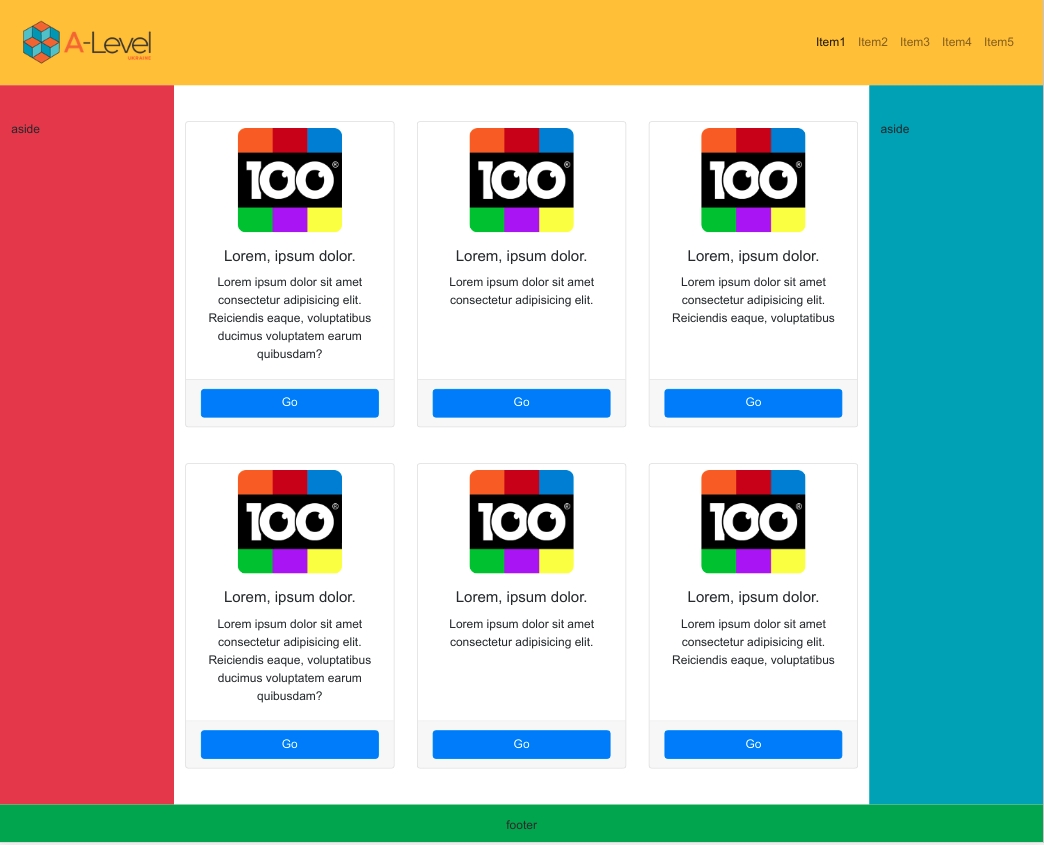 A-Level
UKRAINE
Item1 Item2 Item3 Item4 Item5
aside
aside
100®
Lorem, ipsum dolor.
Lorem ipsum dolor sit amet
consectetur adipisicing elit.
Reiciendis eaque, voluptatibus
ducimus voluptatem earum
quibusdam?
Go
100®
Lorem, ipsum dolor.
Lorem ipsum dolor sit amet
consectetur adipisicing elit.
Go
100®
Lorem, ipsum dolor.
Lorem ipsum dolor sit amet
consectetur adipisicing elit.
Reiciendis eaque, voluptatibus
Go
100®
Lorem, ipsum dolor.
Lorem ipsum dolor sit amet
consectetur adipisicing elit.
Reiciendis eaque, voluptatibus
ducimus voluptatem earum
quibusdam?
Go
100®
Lorem, ipsum dolor.
Lorem ipsum dolor sit amet
consectetur adipisicing elit.
Go
100®
Lorem, ipsum dolor.
Lorem ipsum dolor sit amet
consectetur adipisicing elit.
Reiciendis eaque, voluptatibus
Go
footer